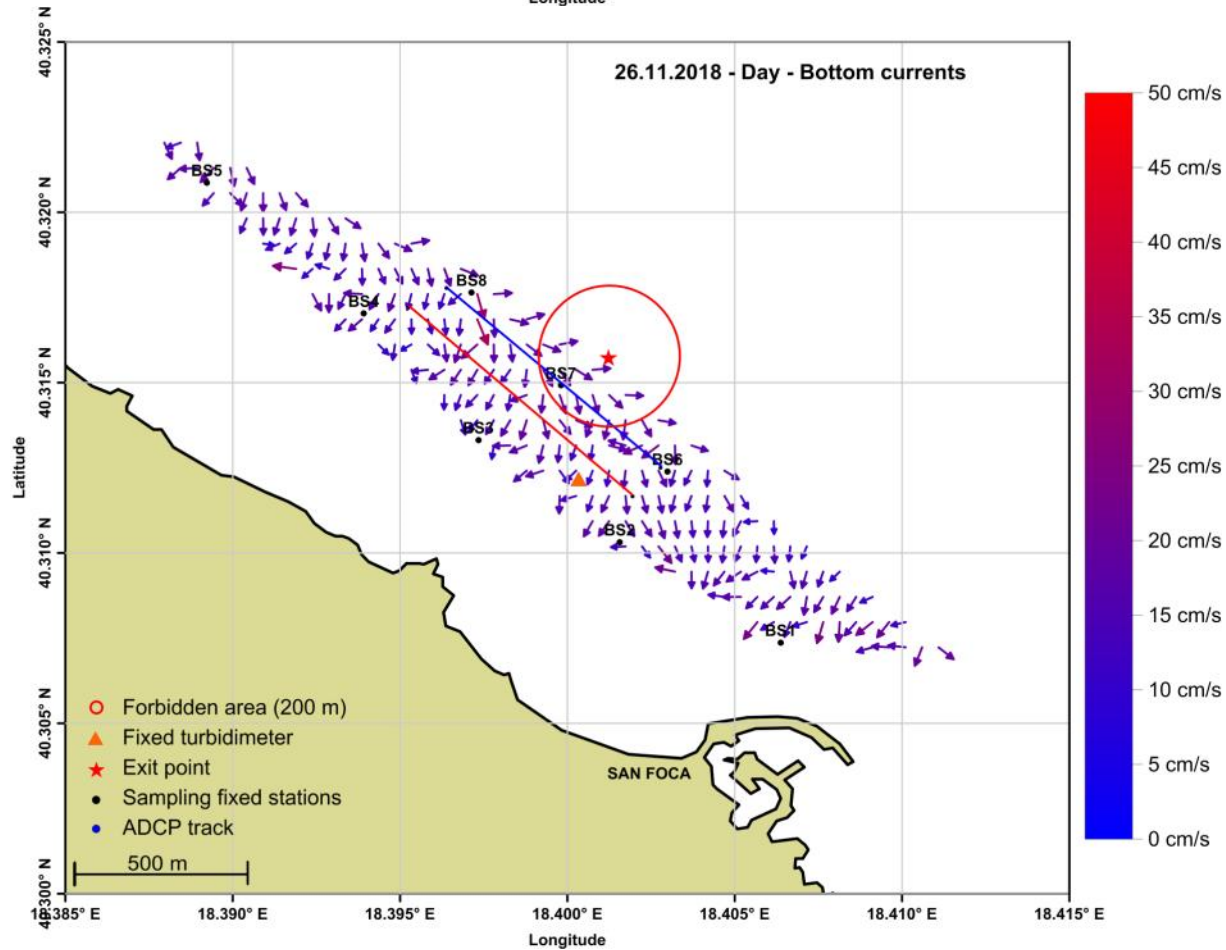 Longitude
40.325° N
26.11.2018 - Day - Bottom currents
50 cm/s
45 cm/s
40 cm/s
35 cm/s
30 cm/s
25 cm/s
20 cm/s
15 cm/s
10 cm/s
5 cm/s
0 cm/s
BS5
40.320° N
BS8
BS4
40.315° N
BS7
BS3
BS6
Latitude
BS2
40.310° N
BS1
40.305° N
Forbidden area (200 m)
Fixed turbidimeter
Exit point
Sampling fixed stations
ADCP track
500 m
SAN FOCA
40.300° N
18.385° E
18.390° E
18.395° E
18.400° E
18.405° E
18.410° E
18.415° E
Longitude